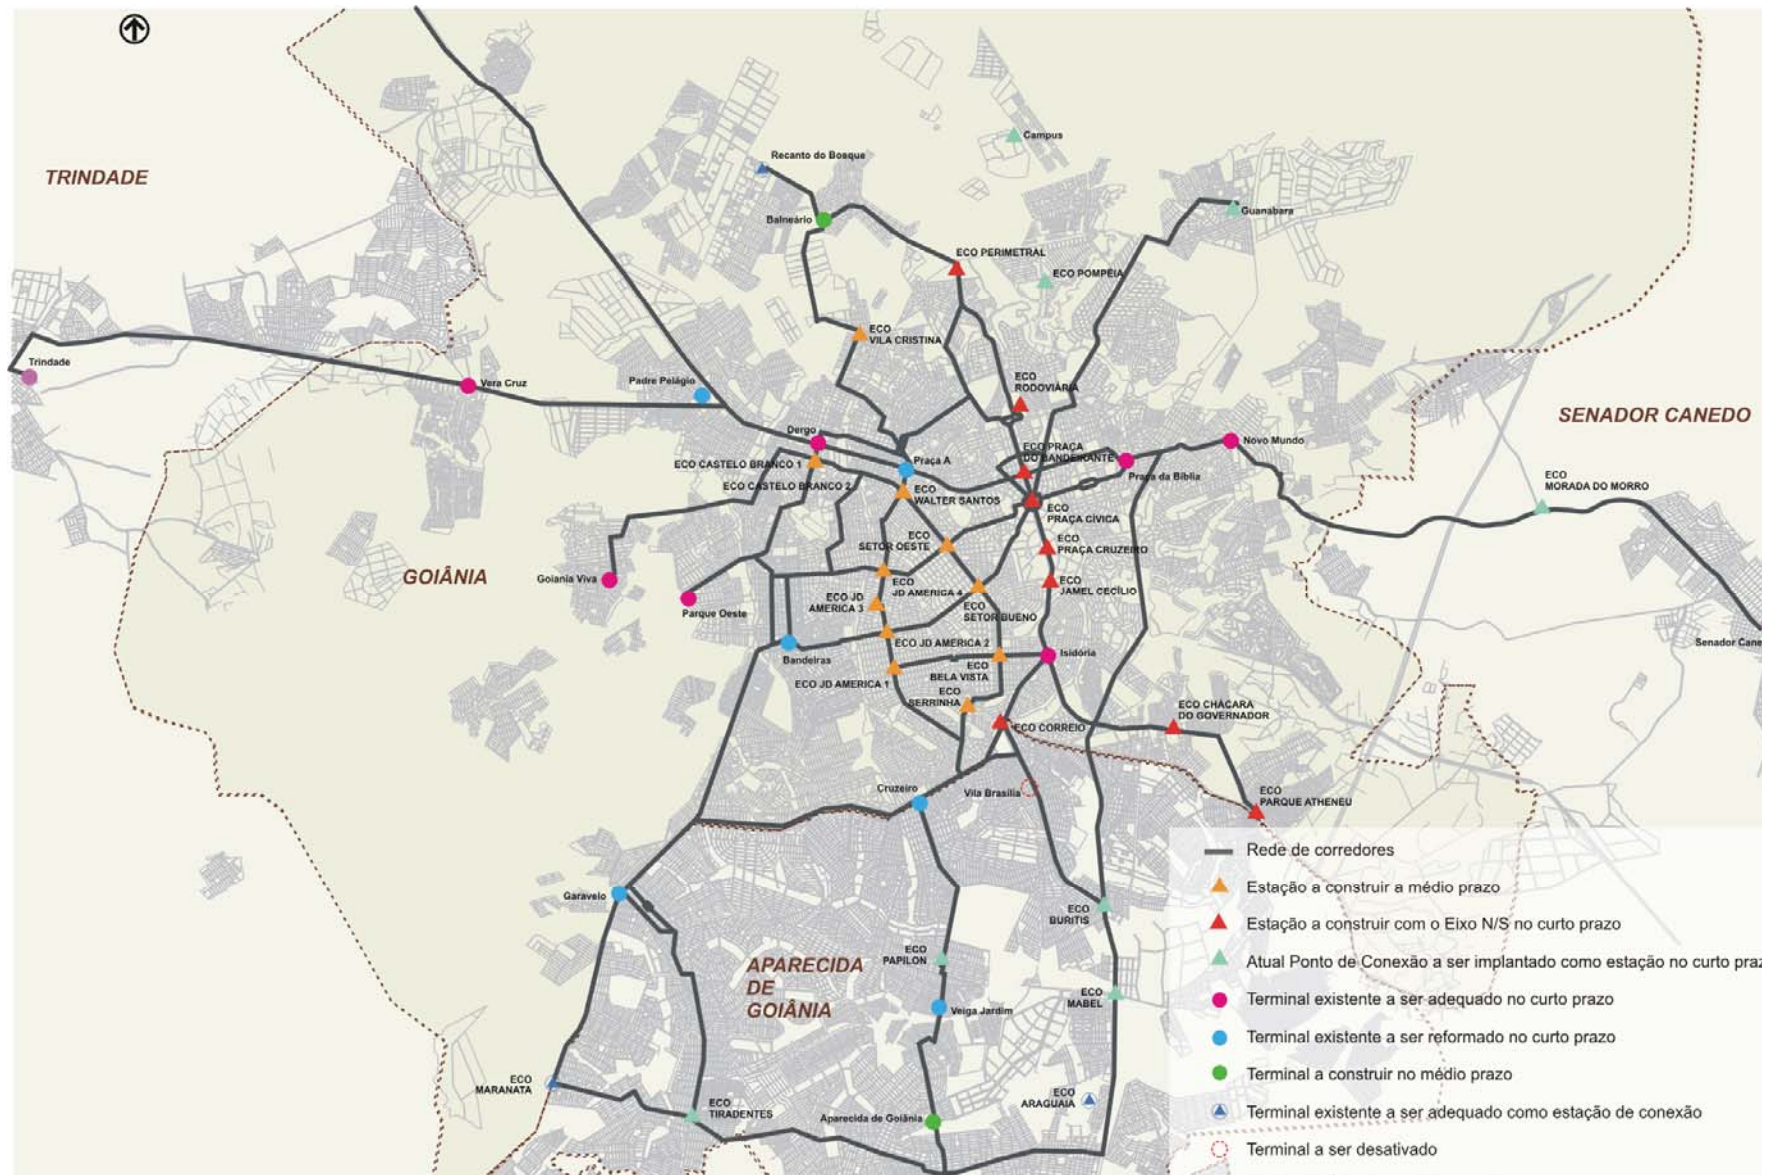 Campus
Recanto do Bosque
TRINDADE
Guanabara
Balneário
ECO PERIMETRAL
ECO POMPÉIA
ECO
VILA CRISTINA
Trindade
Vera Cruz
Padre Pelágio
ECO
RODOVIÁRIA
SENADOR CANEDO
Dergo
Novo Mundo
ECO PRAÇA
DO BANDEIRANTE
ECO CASTELO BRANCO 1
Praça A
Praça da Bíblia
ECO CASTELO BRANCO 2
ECO
WALTER SANTOS
ECO
MORADA DO MORRO
ECO
PRAÇA CÍVICA
ECO
SETOR OESTE
ECO
PRAÇA CRUZEIRO
GOIÂNIA
Goiania Viva
ECO
JD AMERICA 4
ECO
JAMEL CECÍLIO
ECO JD
AMERICA 3
Parque Oeste
ECO
SETOR BUENO
ECO JD AMERICA 2
Senador Cane
Bandeiras
Isidória
ECO
BELA VISTA
ECO JD AMERICA 1
ECO
SERRINHA
ECO CHÁCARA
DO GOVERNADOR
ECO CORREIO
Cruzeiro
Vila Brasília
ECO
PARQUE ATHENEU
Garavelo
ECO
BURITIS
ECO
PAPILON
APARECIDA
DE
GOIÂNIA
ECO
MABEL
Veiga Jardim
ECO
MARANATA
ECO
TIRADENTES
Aparecida de Goiânia
ECO
ARAGUAIA
Rede de corredores
Estação a construir a médio prazo
Estação a construir com o Eixo N/S no curto prazo
Atual Ponto de Conexão a ser implantado como estação no curto praz
Terminal existente a ser adequado no curto prazo
Terminal existente a ser reformado no curto prazo
Terminal a construir no médio prazo
Terminal existente a ser adequado como estação de conexão
Terminal a ser desativado